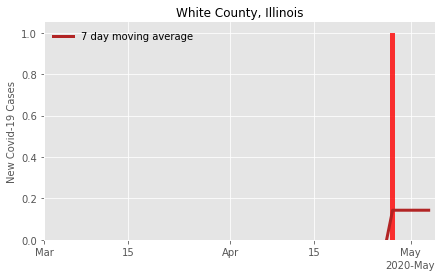 White County, Illinois
7 day moving average
New Covid-19 Cases
1.0
0.8
0.6
0.4
0.2
0.0
Mar 15 Apr 15 May
2020-May